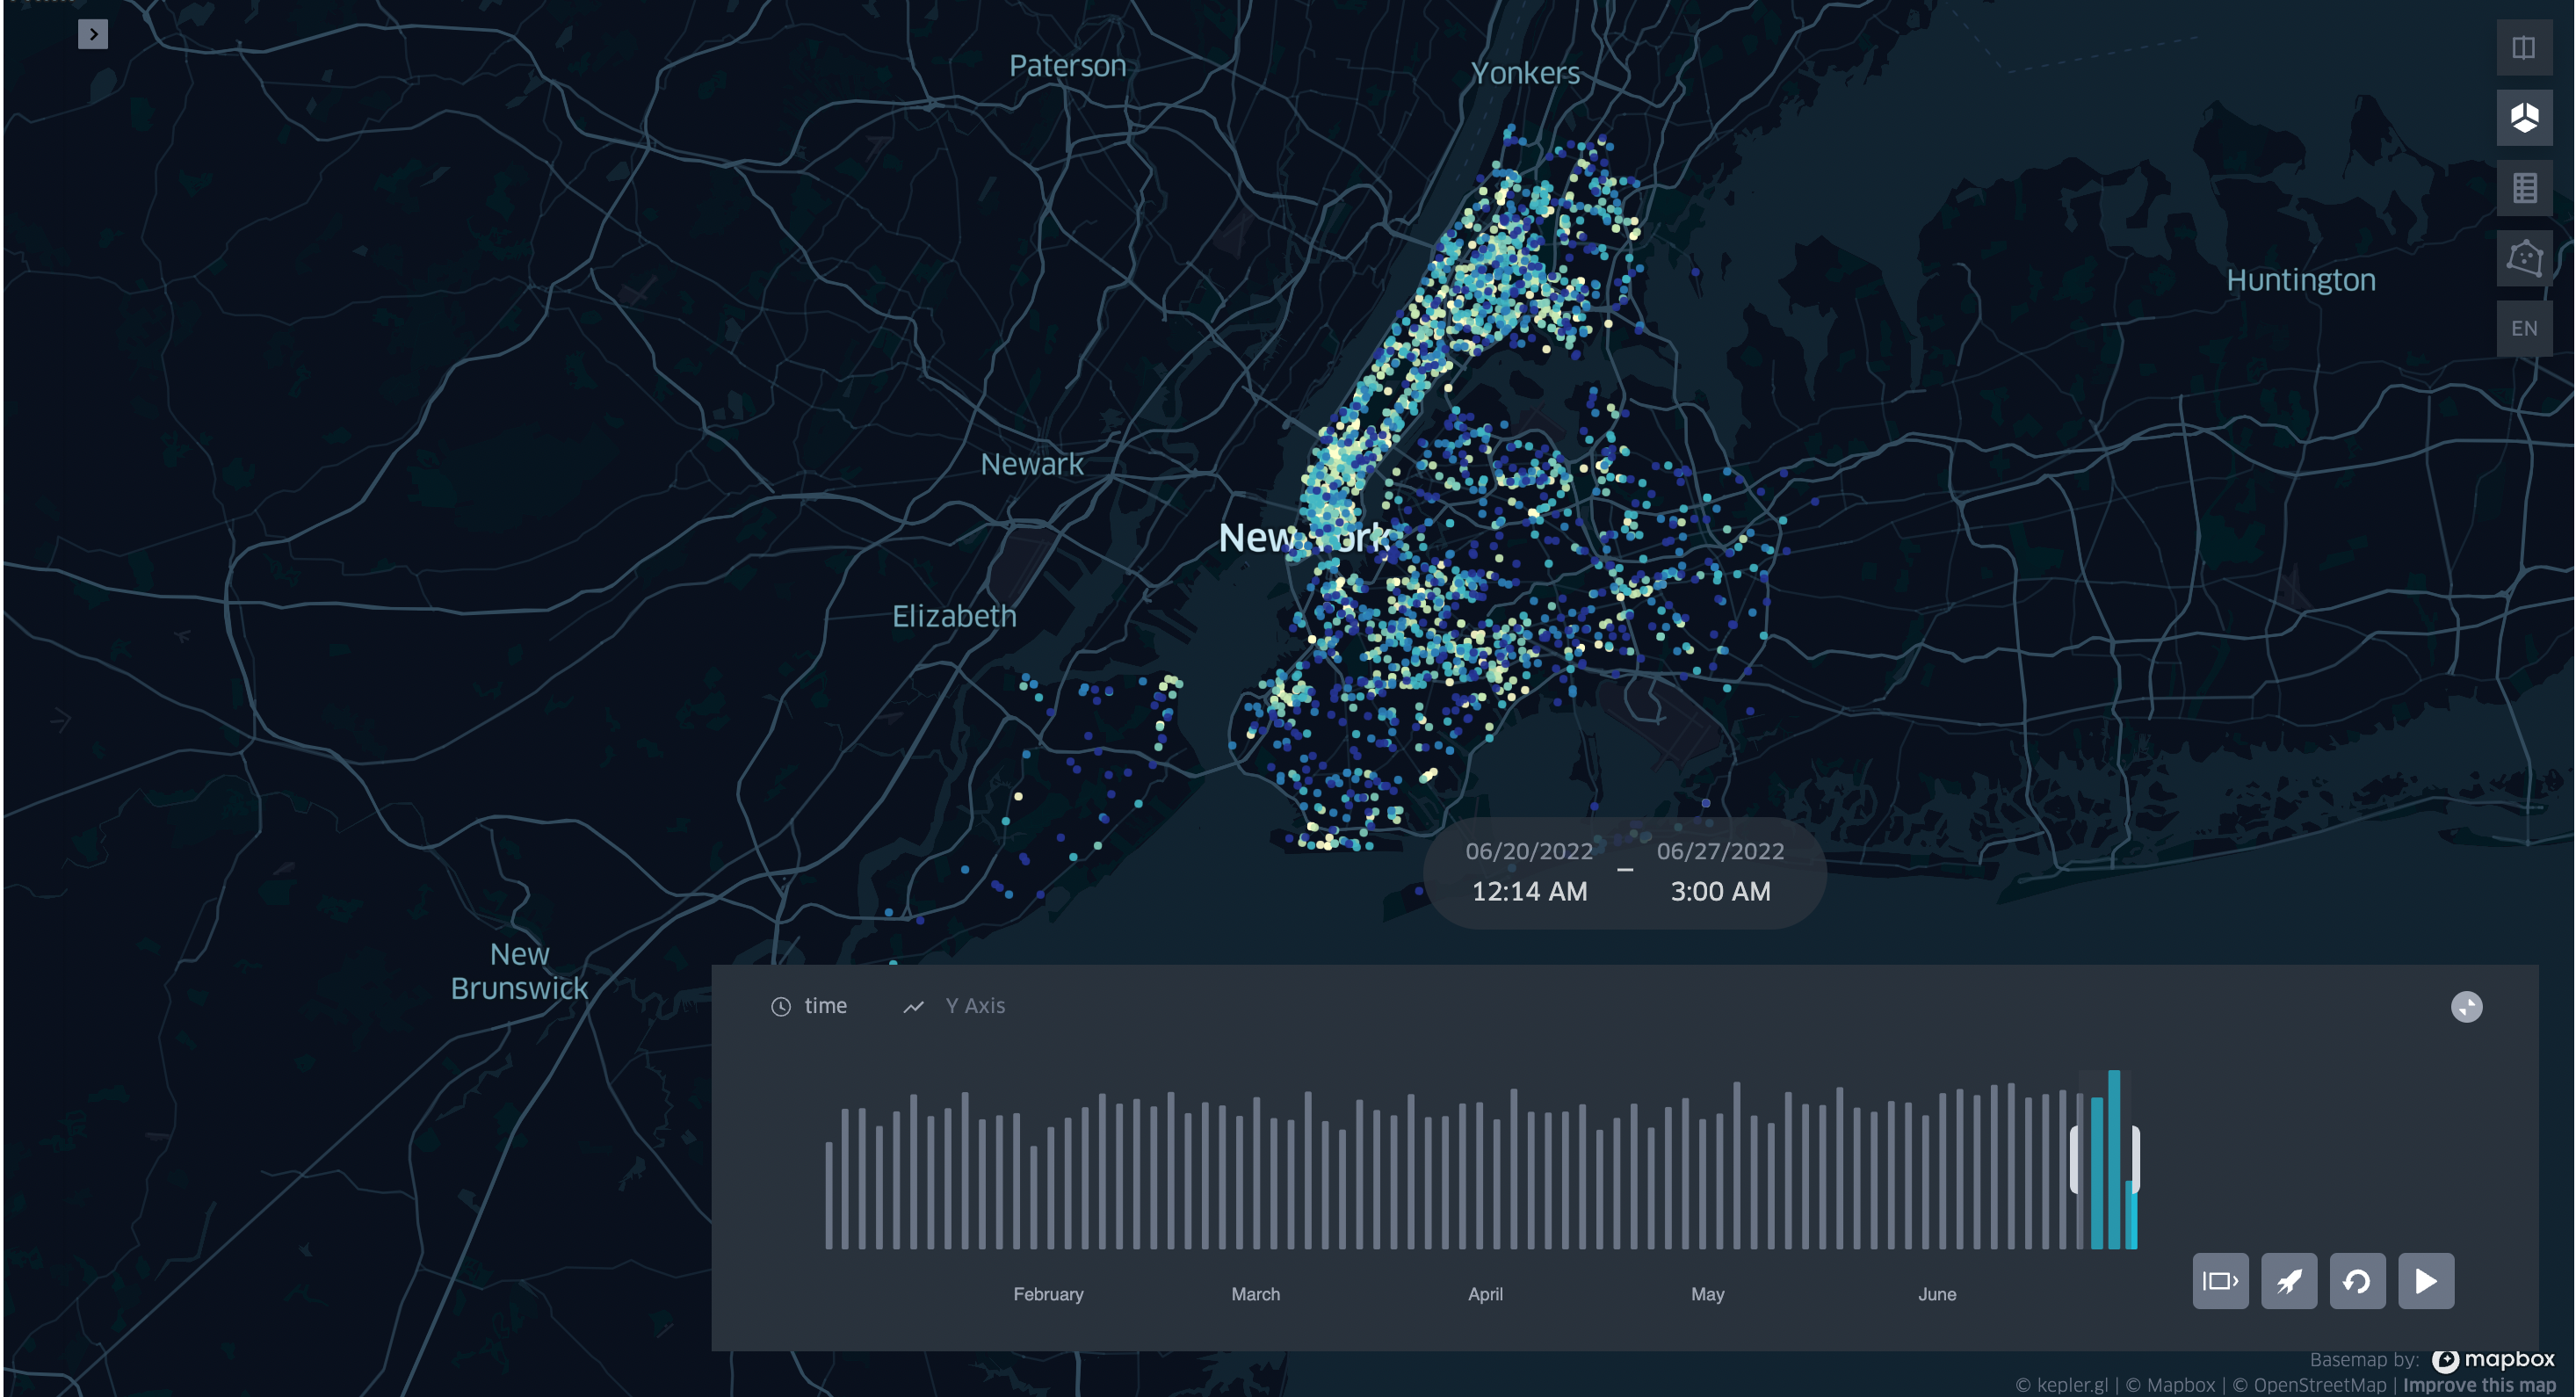 Paterson
Yonkers
Huntington
EN
Newark
New York
Elizabeth
06/20/2022
12:14 AM
–
06/27/2022
3:00 AM
New
Brunswick
time
Y Axis
February
March
April
May
June
Basemap by: mapbox
© kepler.gl | © Mapbox | © OpenStreetMap | Improve this map